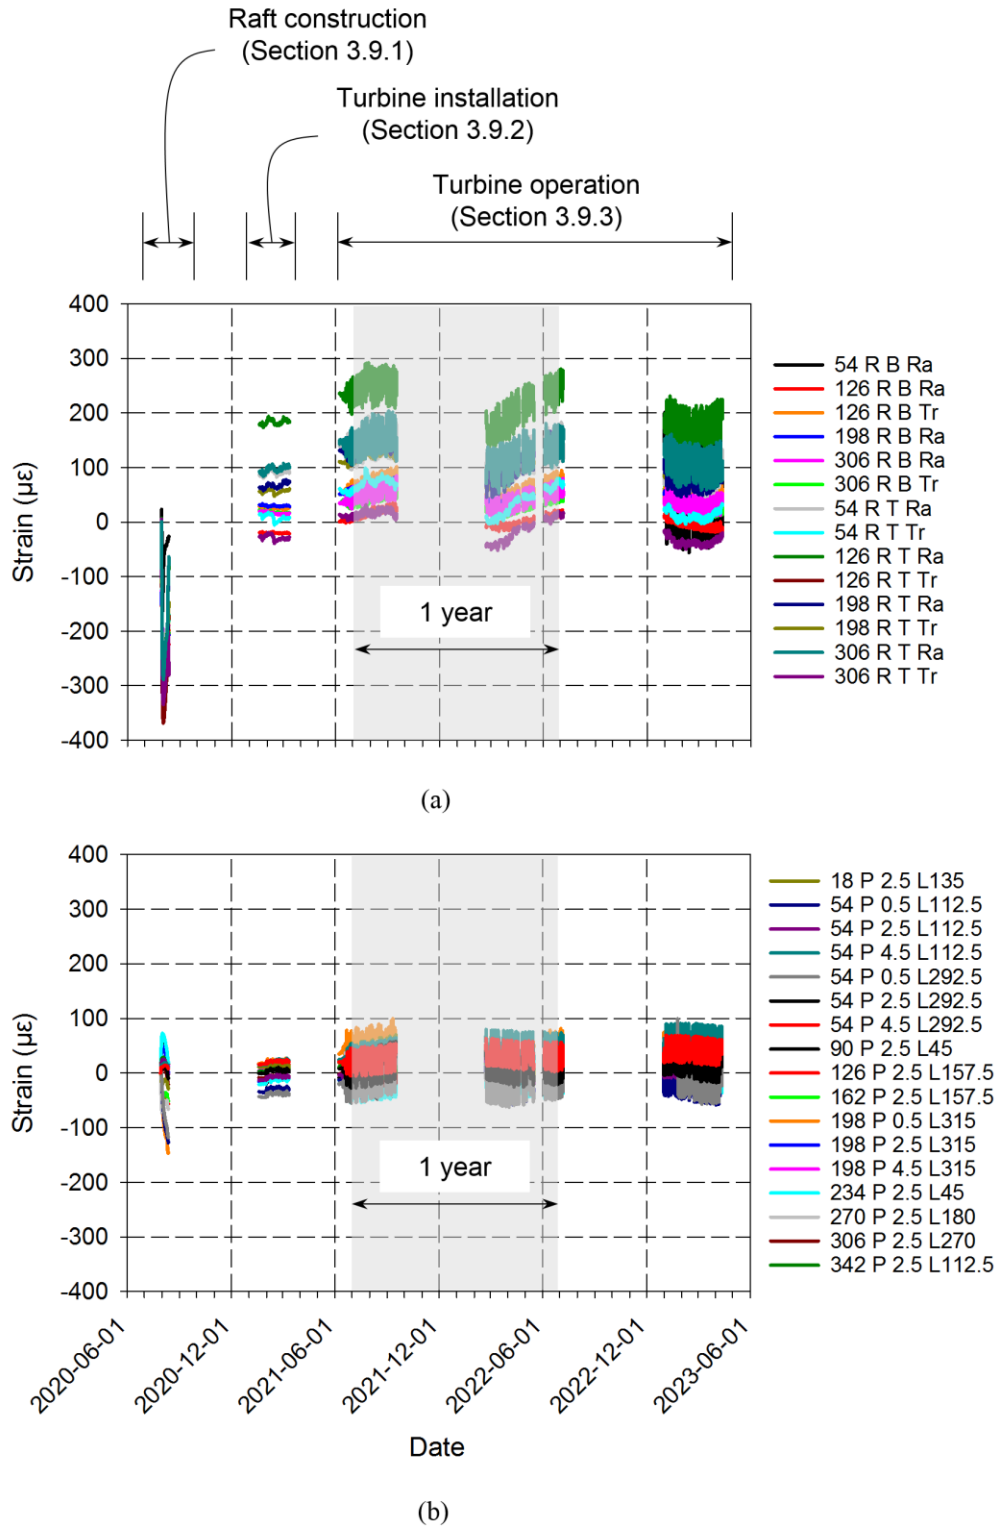 Raft construction
(Section 3.9.1)
Turbine installation
(Section 3.9.2)
Turbine operation
(Section 3.9.3)
Strain (με)
400
300
200
100
0
-100
-200
-300
-400
1 year
54 R B Ra
126 R B Ra
126 R B Tr
198 R B Ra
306 R B Ra
306 R B Tr
54 R T Ra
54 R T Tr
126 R T Ra
126 R T Tr
198 R T Ra
198 R T Tr
306 R T Ra
306 R T Tr
(a)
Strain (με)
400
300
200
100
0
-100
-200
-300
-400
1 year
18 P 2.5 L135
54 P 0.5 L112.5
54 P 2.5 L112.5
54 P 4.5 L112.5
54 P 0.5 L292.5
54 P 2.5 L292.5
54 P 4.5 L292.5
90 P 2.5 L45
126 P 2.5 L157.5
162 P 2.5 L157.5
198 P 0.5 L315
198 P 2.5 L315
198 P 4.5 L315
234 P 2.5 L45
270 P 2.5 L180
306 P 2.5 L270
342 P 2.5 L112.5
2020-06-01
2020-12-01
2021-06-01
2021-12-01
2022-06-01
2022-12-01
2023-06-01
Date
(b)